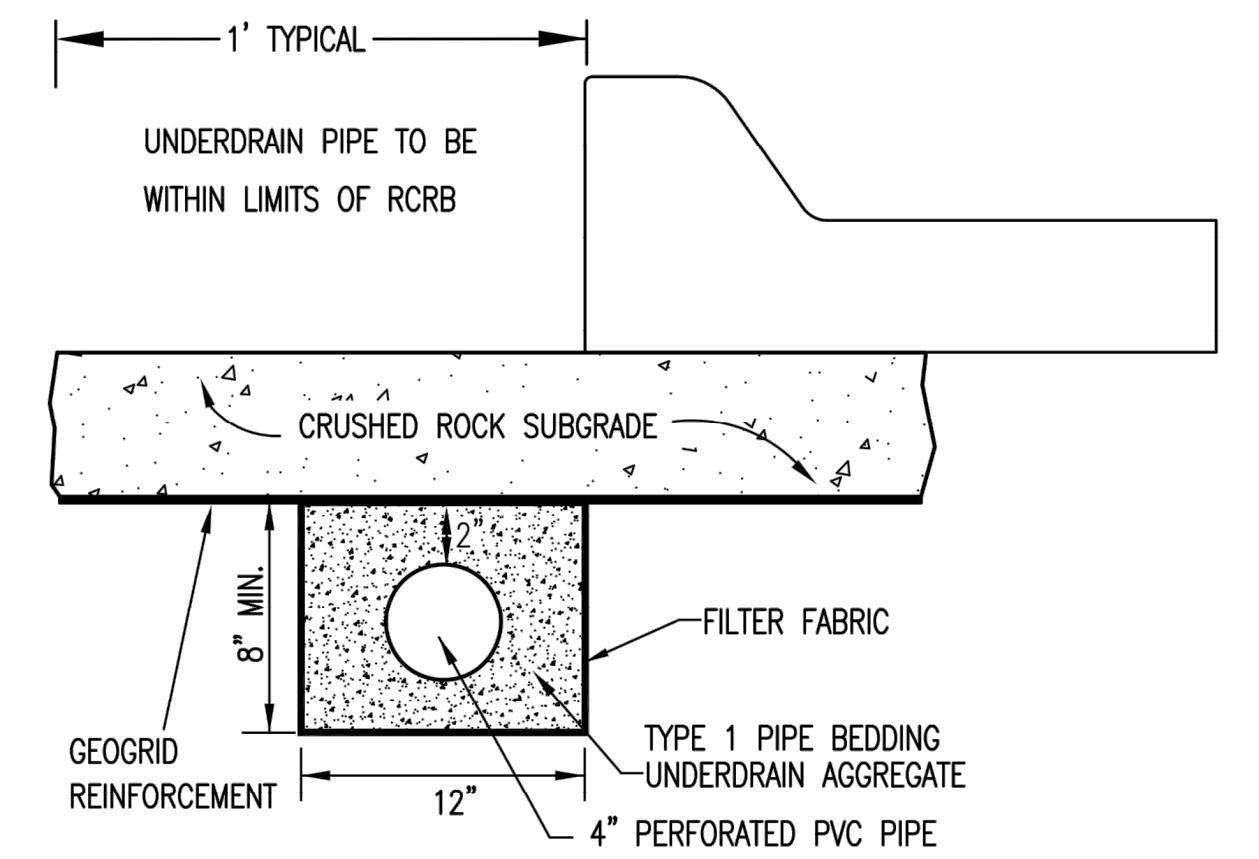 1’ TYPICAL
UNDERDRAIN PIPE TO BE
WITHIN LIMITS OF RCRB
CRUSHED ROCK SUBGRADE
2”
8” MIN.
FILTER FABRIC
GEOGRID
REINFORCEMENT
TYPE 1 PIPE BEDDING
UNDERDRAIN AGGREGATE
12”
4” PERFORATED PVC PIPE